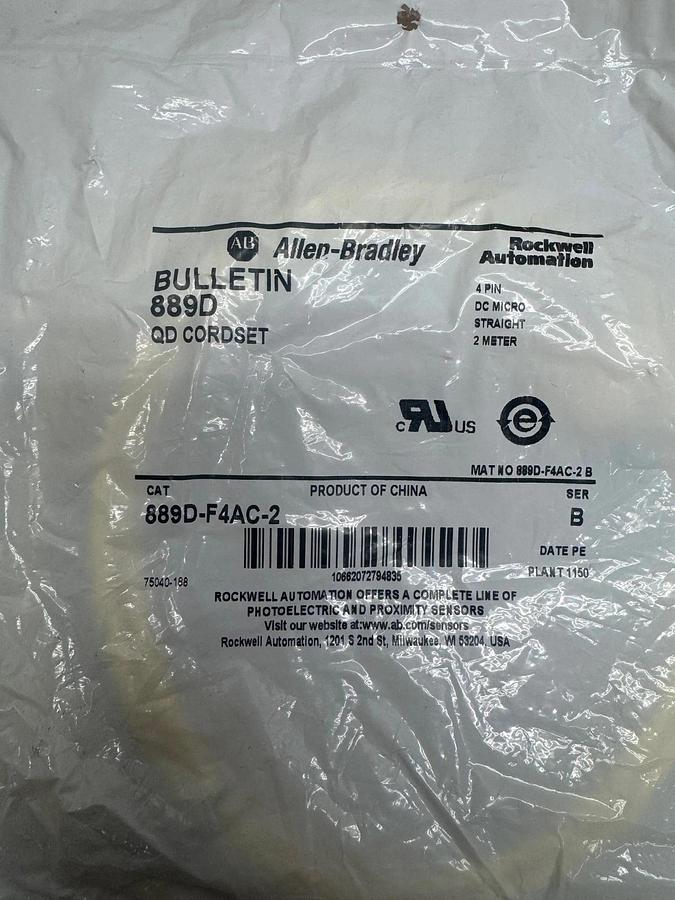 AB Allen-Bradley
Rockwell
Automation
BULLETIN
889D
QD CORDSET
4 PIN
DC MICRO
STRAIGHT
2 METER
c RU US
e
MAT NO 889D-F4AC-2 B
CAT
PRODUCT OF CHINA
SER
889D-F4AC-2
B
DATE PE
10662072794835
PLANT 1150
75040-168
ROCKWELL AUTOMATION OFFERS A COMPLETE LINE OF
PHOTOELECTRIC AND PROXIMITY SENSORS
Visit our website at:www.ab.com/sensors
Rockwell Automation, 1201 S 2nd St, Milwaukee, WI 53204, USA